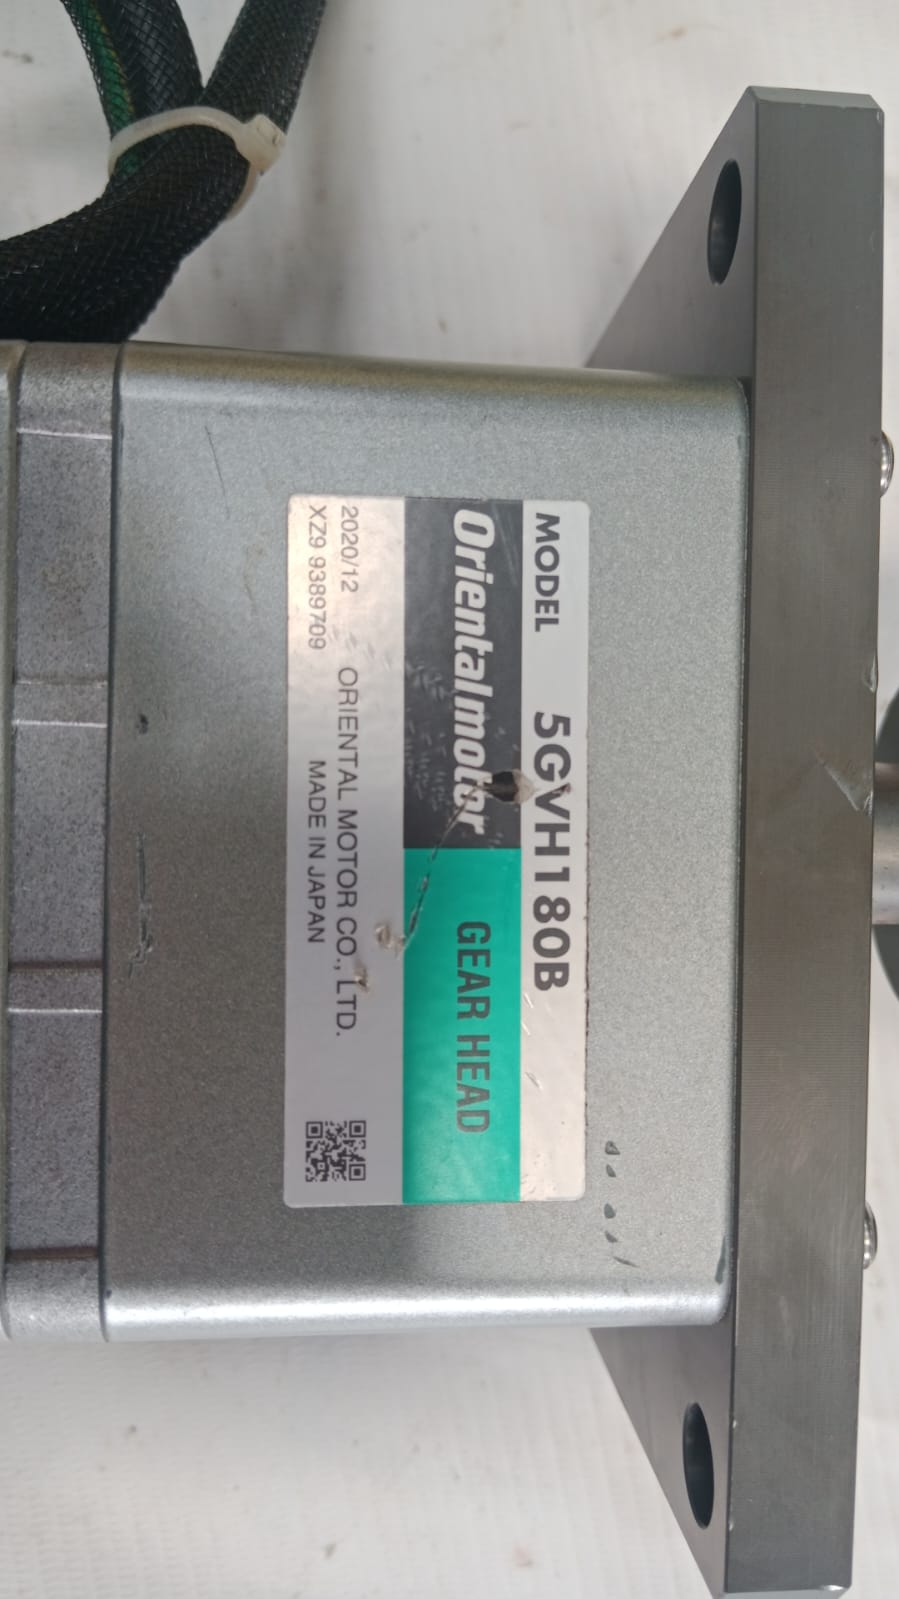 MODEL 5GVH180B
Orientalmotor GEAR HEAD
2020/12 ORIENTAL MOTOR CO., LTD.
XZ9 9389709 MADE IN JAPAN